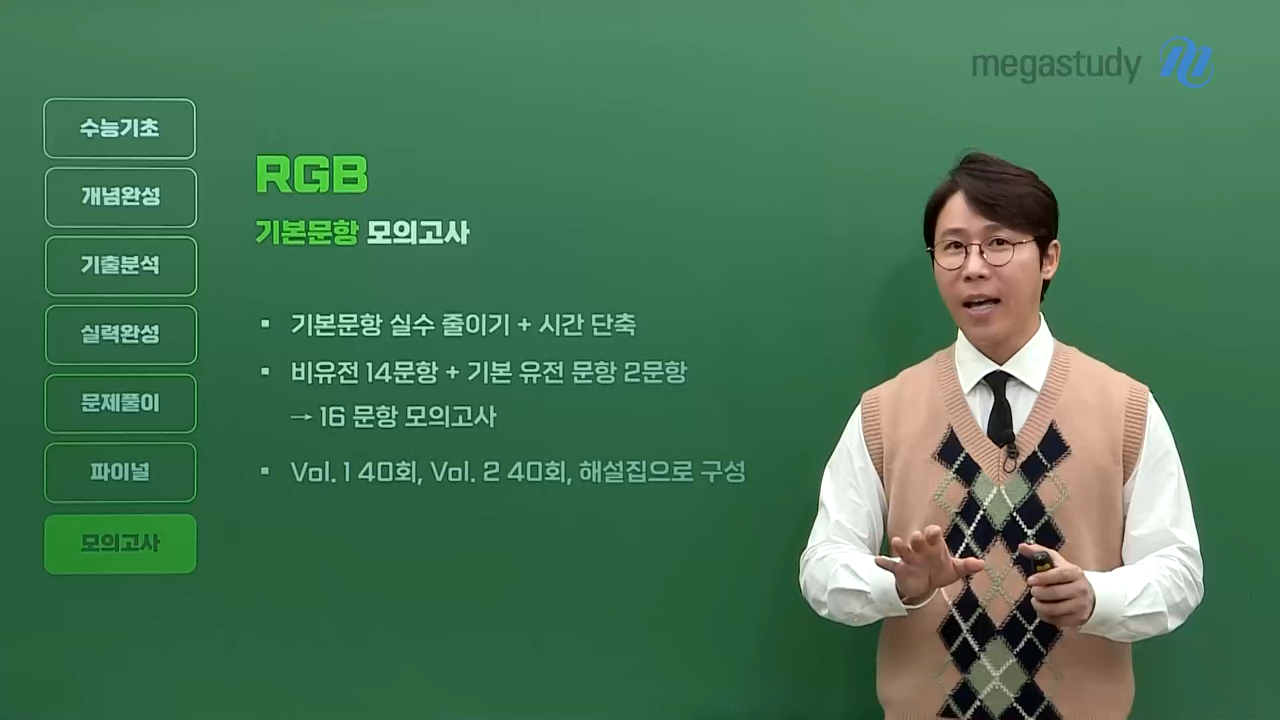 megastudy
수능기초
개념완성
기출분석
실력완성
문제풀이
파이널
모의고사
RGB
기본문항 모의고사
▪ 기본문항 실수 줄이기 + 시간 단축
▪ 비유전 14문항 + 기본 유전 문항 2문항
→ 16 문항 모의고사
▪ Vol. 1 40회, Vol. 2 40회, 해설집으로 구성